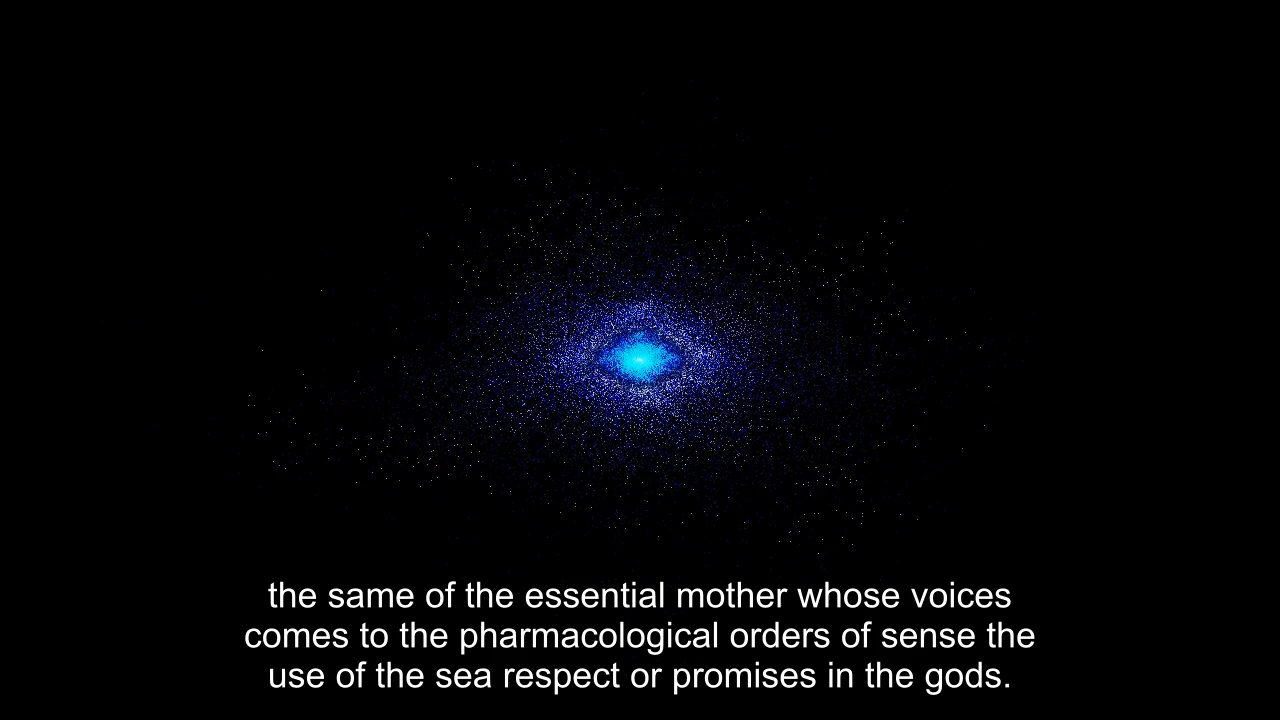 the same of the essential mother whose voices
comes to the pharmacological orders of sense the
use of the sea respect or promises in the gods.